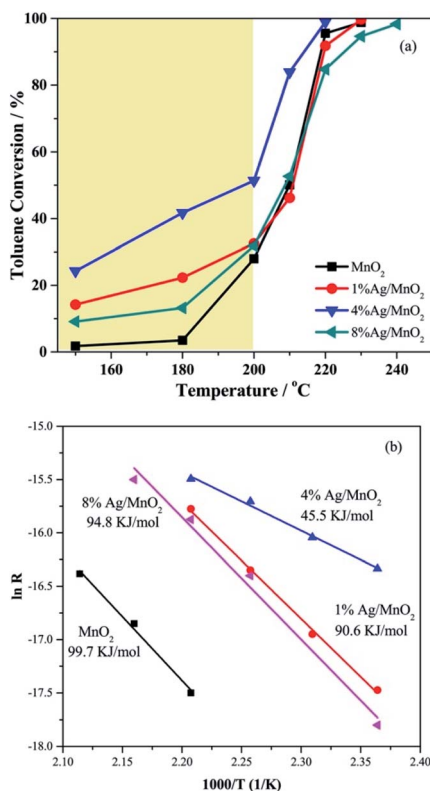 (a)
100
80
60
40
20
0
Toluene Conversion / %
MnO₂
1%Ag/MnO₂
4%Ag/MnO₂
8%Ag/MnO₂
160 180 200 220 240
Temperature / °C
(b)
-15.0
-15.5
-16.0
-16.5
-17.0
-17.5
-18.0
ln R
8% Ag/MnO₂
94.8 KJ/mol
4% Ag/MnO₂
45.5 KJ/mol
MnO₂
99.7 KJ/mol
1% Ag/MnO₂
90.6 KJ/mol
2.10 2.15 2.20 2.25 2.30 2.35 2.40
1000/T (1/K)